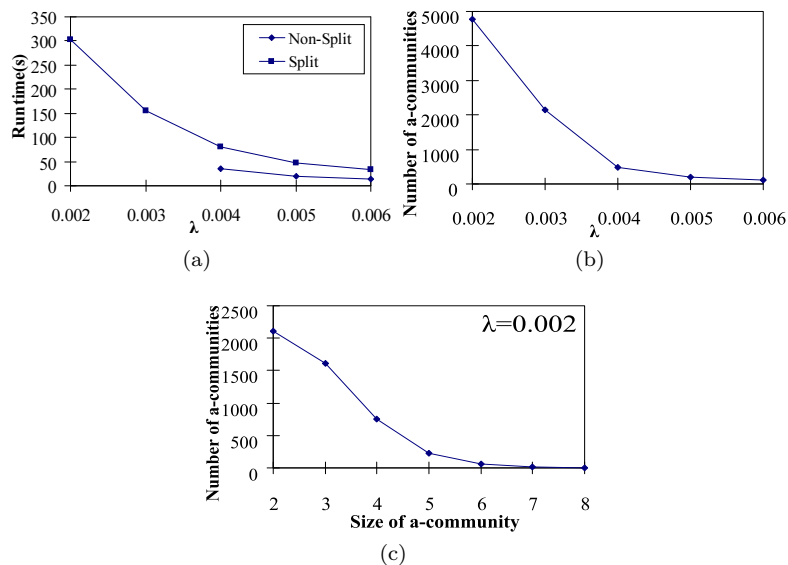 350
300
250
200
150
100
50
0
Runtime(s)
Non-Split
Split
0.002 0.003 0.004 0.005 0.006
λ
(a)
5000
4000
3000
2000
1000
0
Number of a-communities
0.002 0.003 0.004 0.005 0.006
λ
(b)
2500
2000
1500
1000
500
0
Number of a-communities
λ=0.002
2 3 4 5 6 7 8
Size of a-community
(c)